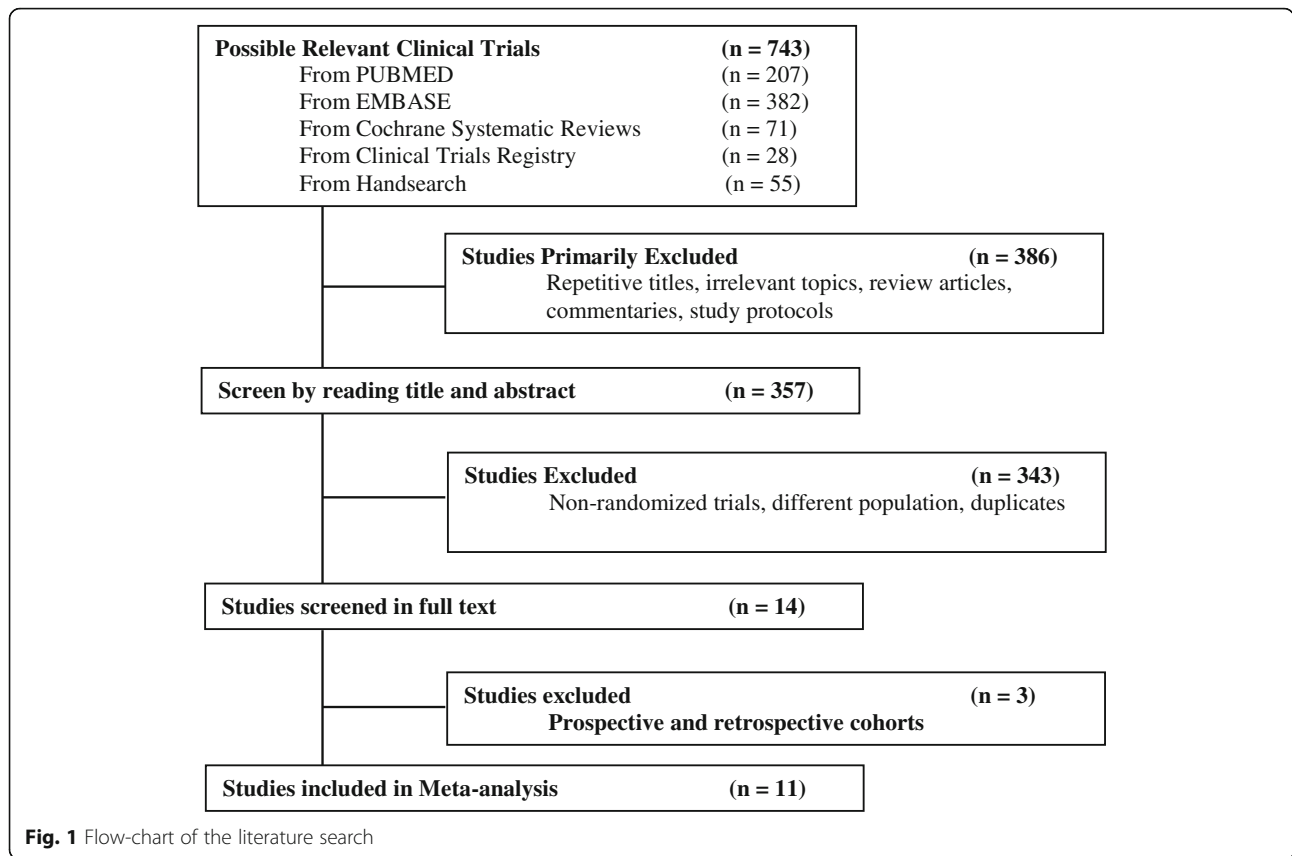 Possible Relevant Clinical Trials (n = 743)
From PUBMED (n = 207)
From EMBASE (n = 382)
From Cochrane Systematic Reviews (n = 71)
From Clinical Trials Registry (n = 28)
From Handsearch (n = 55)
Studies Primarily Excluded (n = 386)
Repetitive titles, irrelevant topics, review articles,
commentaries, study protocols
Screen by reading title and abstract (n = 357)
Studies Excluded (n = 343)
Non-randomized trials, different population, duplicates
Studies screened in full text (n = 14)
Studies excluded (n = 3)
Prospective and retrospective cohorts
Studies included in Meta-analysis (n = 11)
Fig. 1 Flow-chart of the literature search